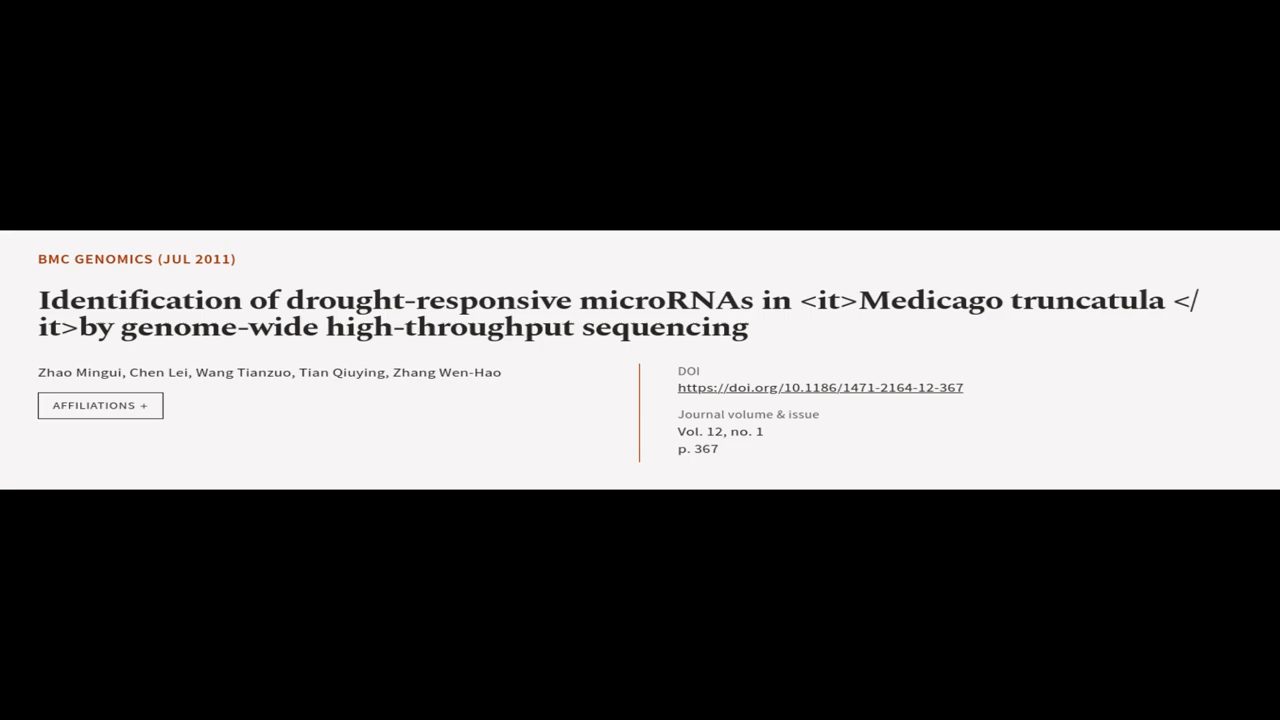 BMC GENOMICS (JUL 2011)
Identification of drought-responsive microRNAs in <it>Medicago truncatula </
it>by genome-wide high-throughput sequencing
Zhao Mingui, Chen Lei, Wang Tianzuo, Tian Qiuying, Zhang Wen-Hao
AFFILIATIONS +
DOI
https://doi.org/10.1186/1471-2164-12-367
Journal volume & issue
Vol. 12, no. 1
p. 367